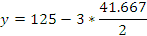 y = 125 − 3 * 41.667/2